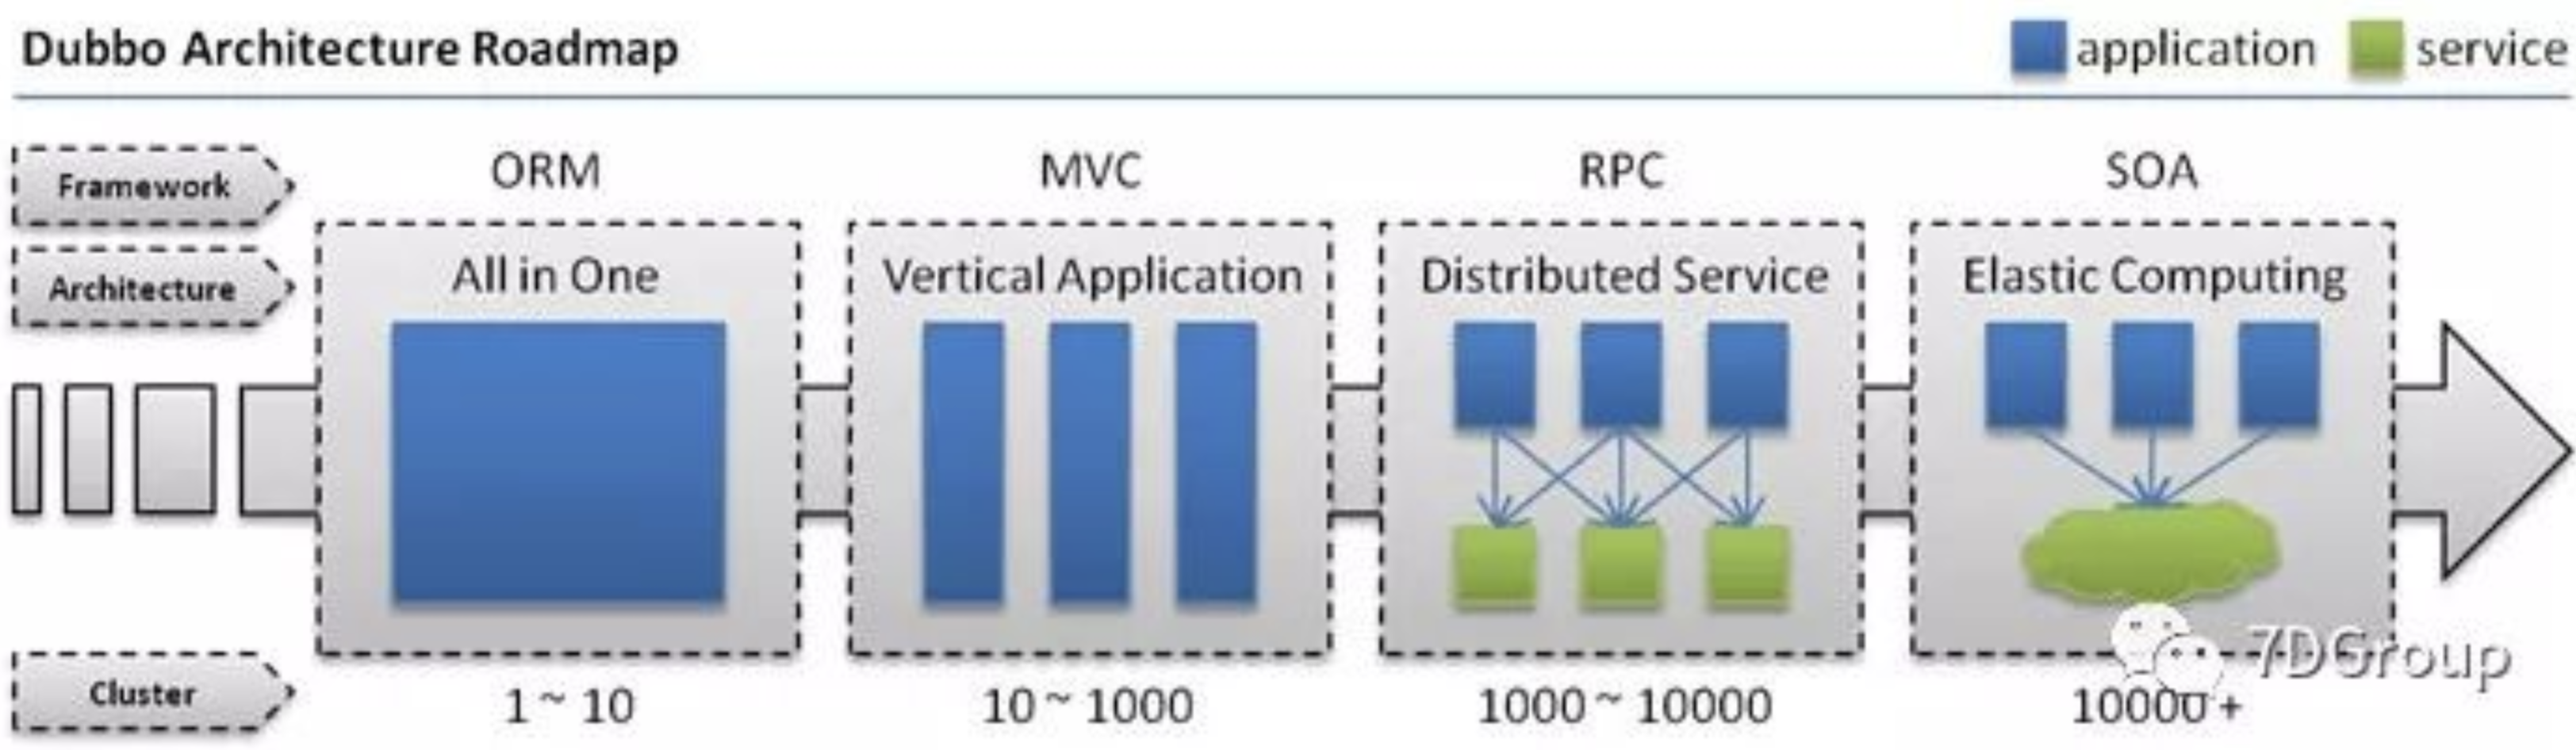 Dubbo Architecture Roadmap
application service
Framework
ORM MVC RPC SOA
Architecture
All in One Vertical Application Distributed Service Elastic Computing
Cluster
1 ~ 10 10 ~ 1000 1000 ~ 10000 10000 +
7DGroup